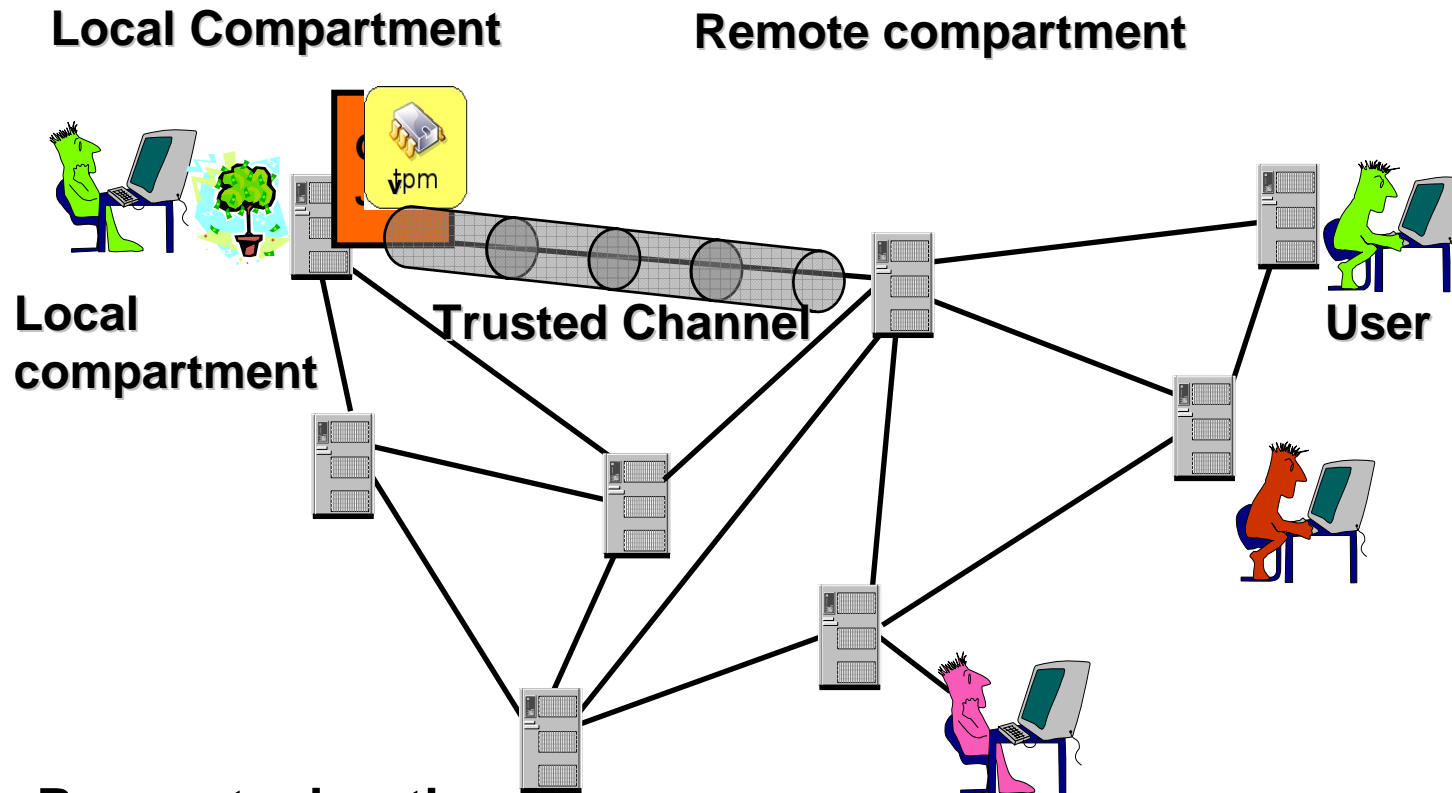 Local Compartment
Remote compartment
tpm
v
Trusted Channel
Local
compartment
User